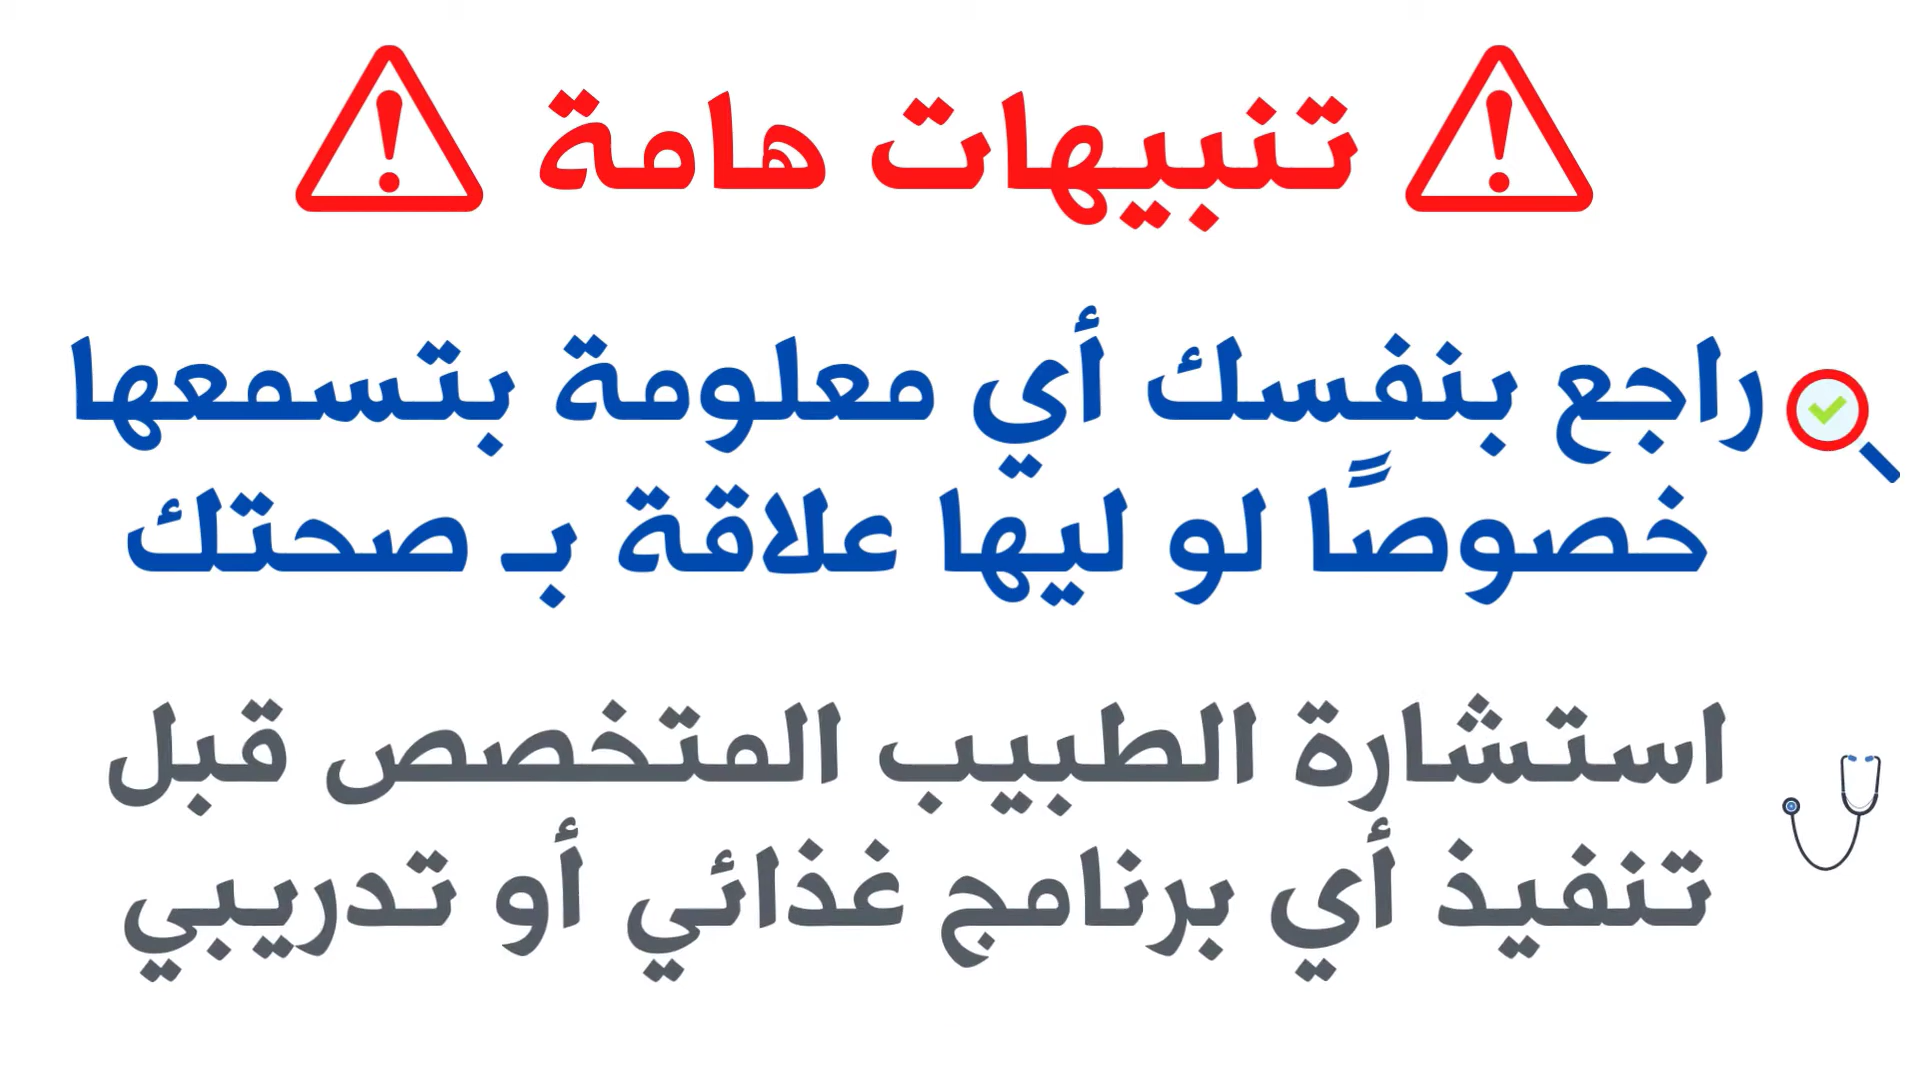 تنبيهات هامة
راجع بنفسك أي معلومة بتسمعها
خصوصًا لو ليها علاقة بـ صحتك
استشارة الطبيب المتخصص قبل
تنفيذ أي برنامج غذائي أو تدريبي